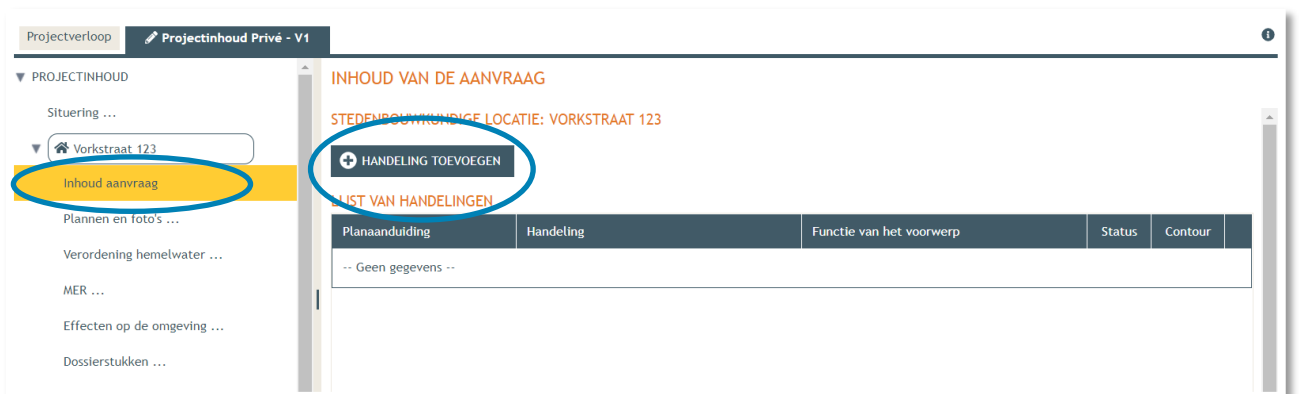 Projectverloop
Projectinhoud Privé - V1
PROJECTINHOUD
Situering ...
Vorkstraat 123
Inhoud aanvraag
Plannen en foto's ...
Verordening hemelwater ...
MER ...
Effecten op de omgeving ...
Dossierstukken ...
INHOUD VAN DE AANVRAAG
STEDENBOUWKUNDIGE LOCATIE: VORKSTRAAT 123
HANDELING TOEVOEGEN
LIJST VAN HANDELINGEN
Planaanduiding Handeling Functie van het voorwerp Status Contour
-- Geen gegevens --